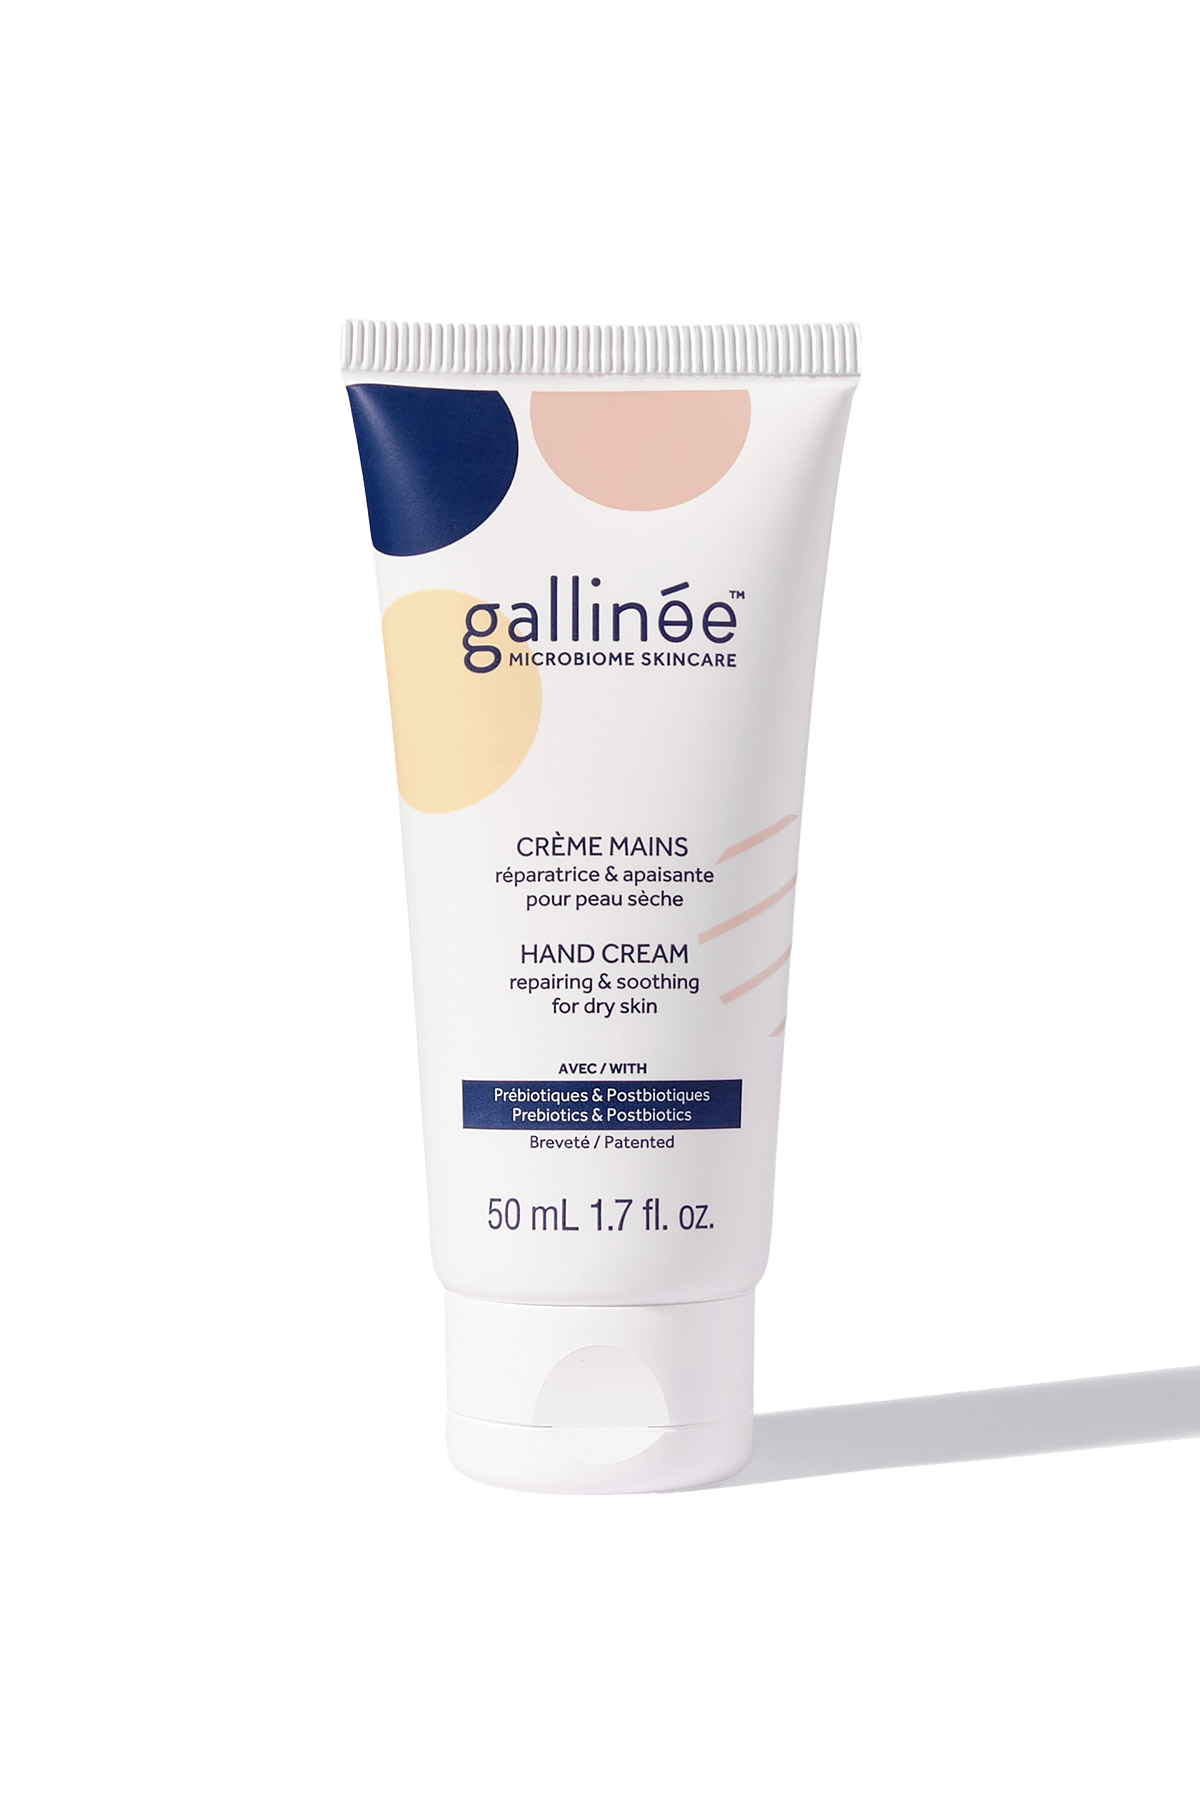 gallinée™
MICROBIOME SKINCARE
CRÈME MAINS
réparatrice & apaisante
pour peau sèche
HAND CREAM
repairing & soothing
for dry skin
AVEC / WITH
Prébiotiques & Postbiotiques
Prebiotics & Postbiotics
Breveté / Patented
50 mL 1.7 fl. oz.